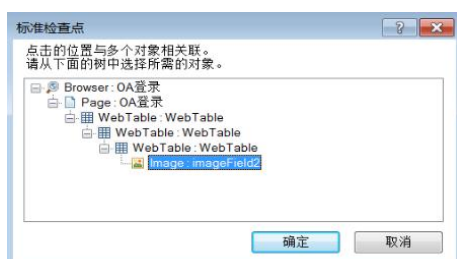 标准检查点
点击的位置与多个对象相关联。
请从下面的树中选择所需的对象。
Browser : OA登录
Page : OA登录
WebTable : WebTable
WebTable : WebTable
WebTable : WebTable
Image : imageField2
确定
取消